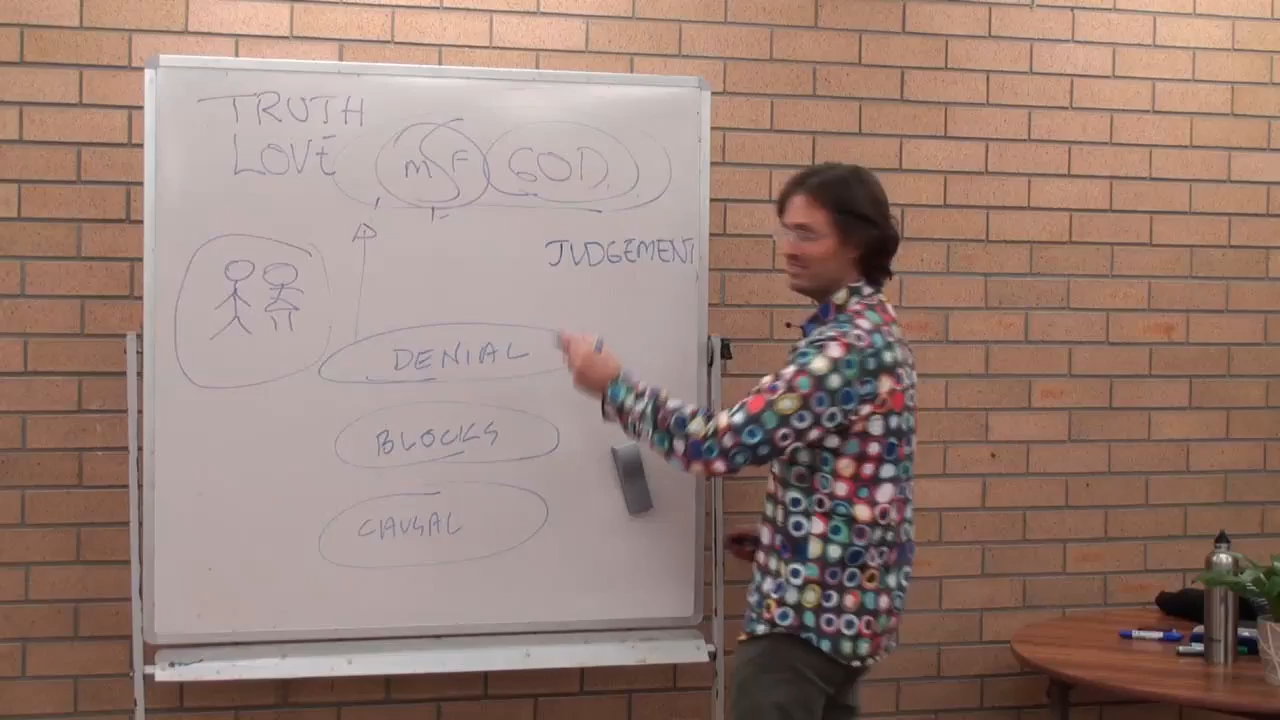 TRUTH
LOVE
M F GOD
JUDGEMENT
DENIAL
BLOCKS
CAUSAL